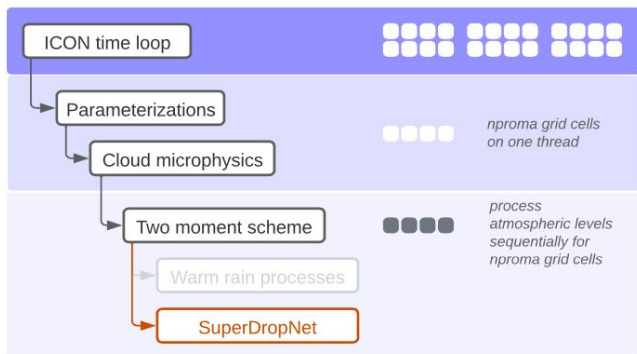 ICON time loop
Parameterizations
nproma grid cells
on one thread
Cloud microphysics
Two moment scheme
process
atmospheric levels
sequentially for
nproma grid cells
Warm rain processes
SuperDropNet